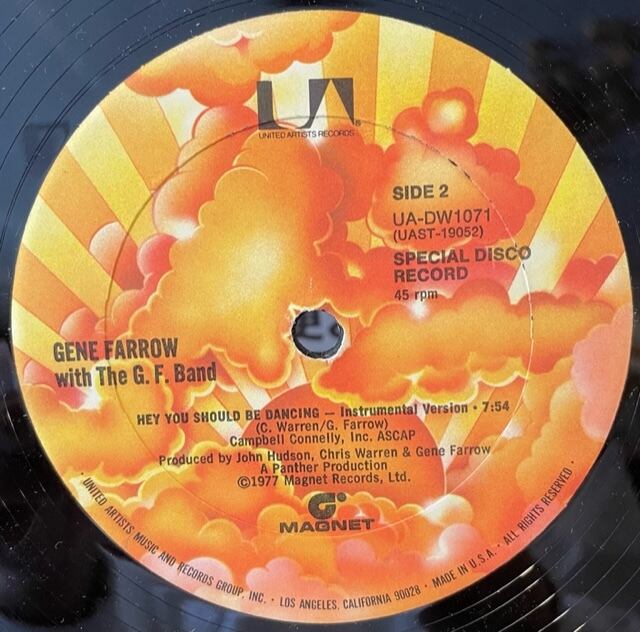 UA
UNITED ARTISTS RECORDS
SIDE 2
UA-DW1071
(UAST-19052)
SPECIAL DISCO
RECORD
45 rpm
GENE FARROW
with The G. F. Band
HEY YOU SHOULD BE DANCING — Instrumental Version • 7:54
(C. Warren/G. Farrow)
Campbell Connelly, Inc. ASCAP
Produced by John Hudson, Chris Warren & Gene Farrow
A Panther Production
©1977 Magnet Records, Ltd.
MAGNET
• UNITED ARTISTS MUSIC AND RECORDS GROUP, INC. • LOS ANGELES, CALIFORNIA 90028 • MADE IN U.S.A. • ALL RIGHTS RESERVED •